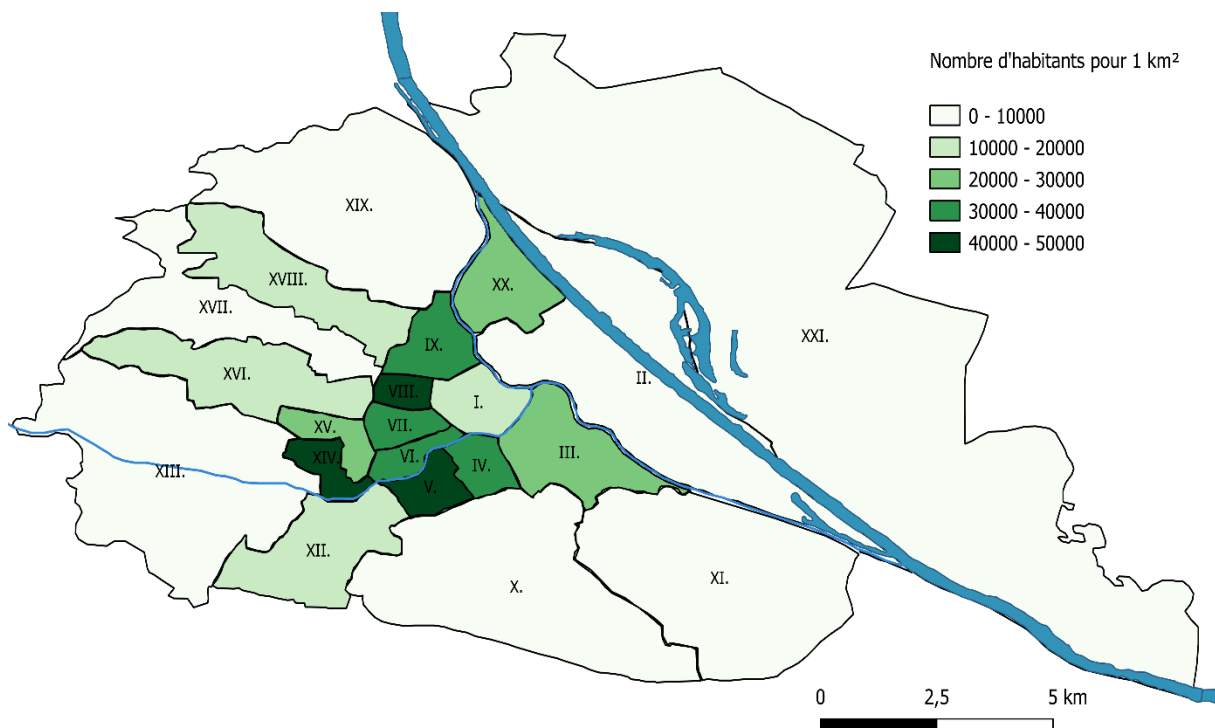 Nombre d'habitants pour 1 km²
0 - 10000
10000 - 20000
20000 - 30000
30000 - 40000
40000 - 50000
XIX.
XVIII.
XX.
XVII.
XXI.
IX.
XVI.
II.
VIII.
I.
XV.
VII.
XIV.
VI.
IV.
III.
XIII.
V.
XII.
XI.
X.
0 2,5 5 km